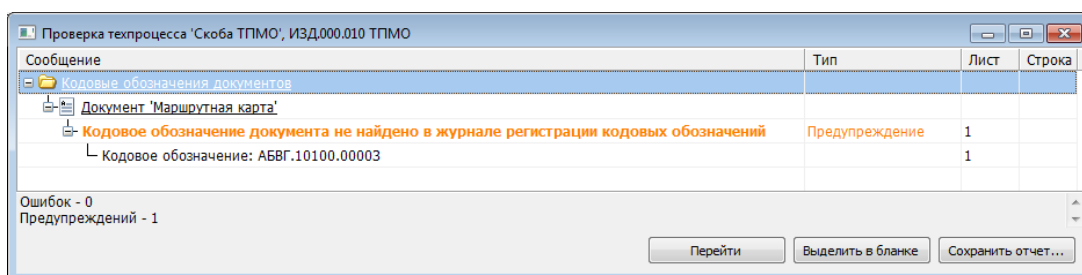 Проверка техпроцесса 'Скоба ТПМО', ИЗД.000.010 ТПМО
Сообщение Тип Лист Строка
Кодовые обозначения документов
Документ 'Маршрутная карта'
Кодовое обозначение документа не найдено в журнале регистрации кодовых обозначений Предупреждение 1
Кодовое обозначение: АБВГ.10100.00003 1
Ошибок - 0
Предупреждений - 1
Перейти Выделить в бланке Сохранить отчет...